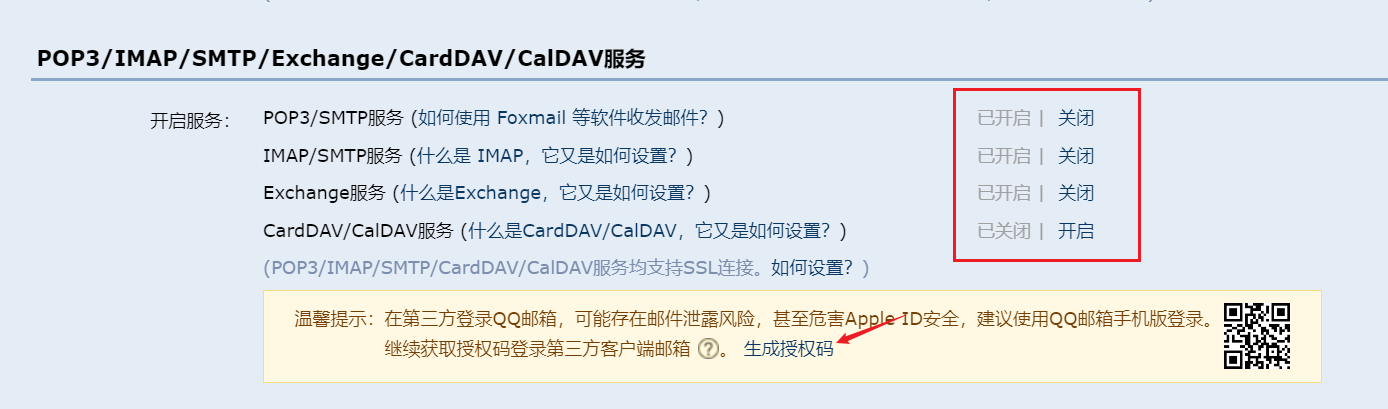 POP3/IMAP/SMTP/Exchange/CardDAV/CalDAV服务
开启服务： POP3/SMTP服务 (如何使用 Foxmail 等软件收发邮件？) 已开启 | 关闭
IMAP/SMTP服务 (什么是 IMAP，它又是如何设置？) 已开启 | 关闭
Exchange服务 (什么是Exchange，它又是如何设置？) 已开启 | 关闭
CardDAV/CalDAV服务 (什么是CardDAV/CalDAV，它又是如何设置？) 已关闭 | 开启
(POP3/IMAP/SMTP/CardDAV/CalDAV服务均支持SSL连接。如何设置？)
温馨提示：在第三方登录QQ邮箱，可能存在邮件泄露风险，甚至危害Apple ID安全，建议使用QQ邮箱手机版登录。
继续获取授权码登录第三方客户端邮箱 ? 。 生成授权码